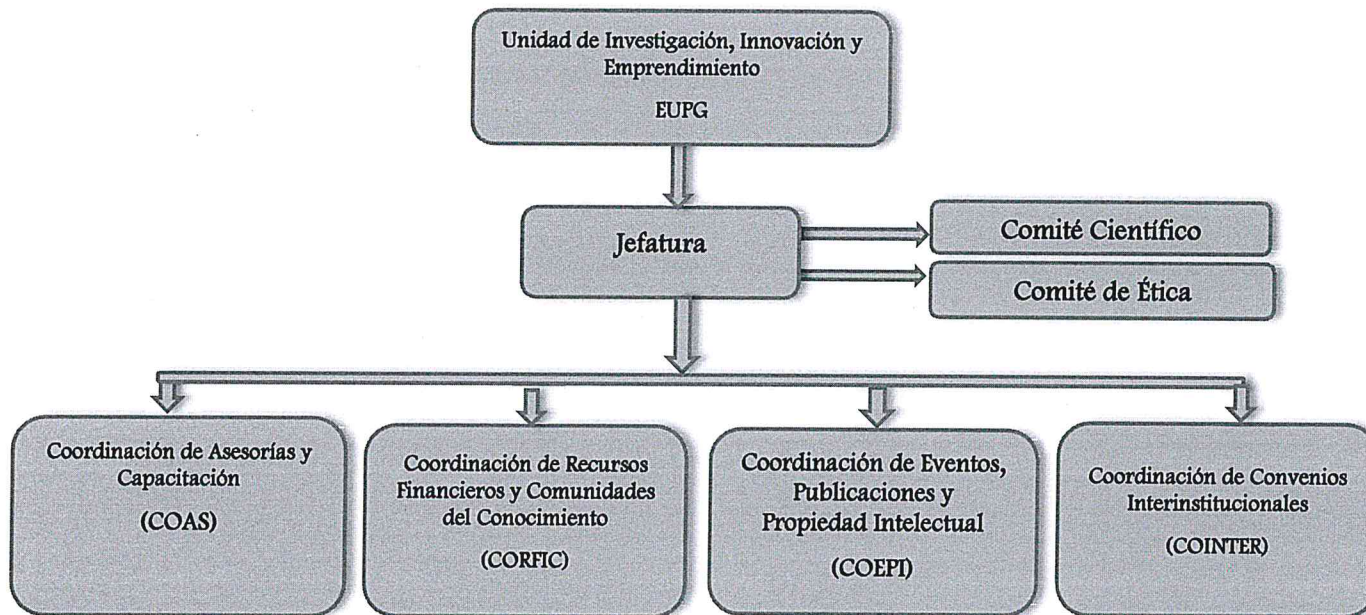 Unidad de Investigación, Innovación y
Emprendimiento
EUPG
Jefatura
Comité Científico
Comité de Ética
Coordinación de Asesorías y
Capacitación
(COAS)
Coordinación de Recursos
Financieros y Comunidades
del Conocimiento
(CORFIC)
Coordinación de Eventos,
Publicaciones y
Propiedad Intelectual
(COEPI)
Coordinación de Convenios
Interinstitucionales
(COINTER)